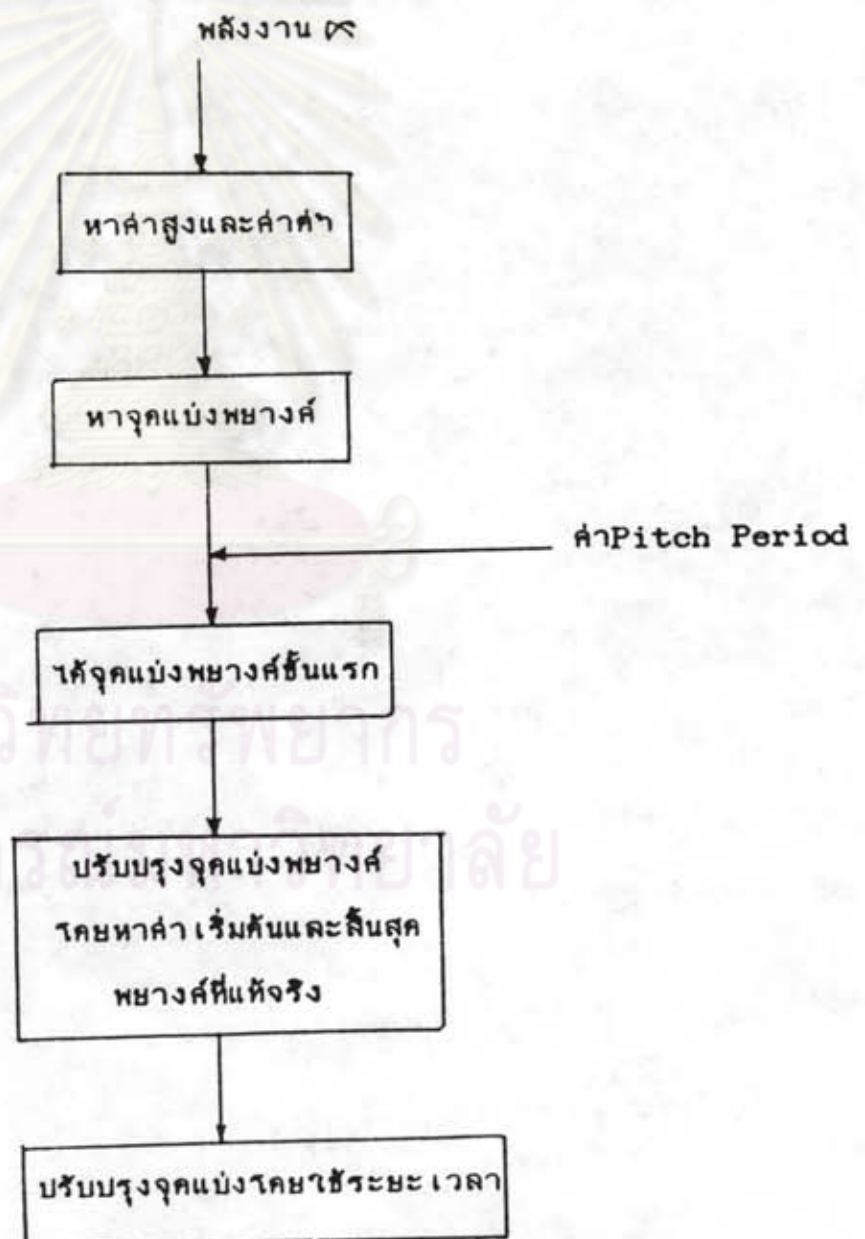 พลังงาน
หาค่าสูงและค่าต่ำ
หาจุดแบ่งพยางค์
ค่าPitch Period
ได้จุดแบ่งพยางค์ขั้นแรก
ปรับปรุงจุดแบ่งพยางค์
โดยหาค่าเริ่มต้นและสิ้นสุด
พยางค์ที่แท้จริง
ปรับปรุงจุดแบ่งโดยใช้ระยะเวลา